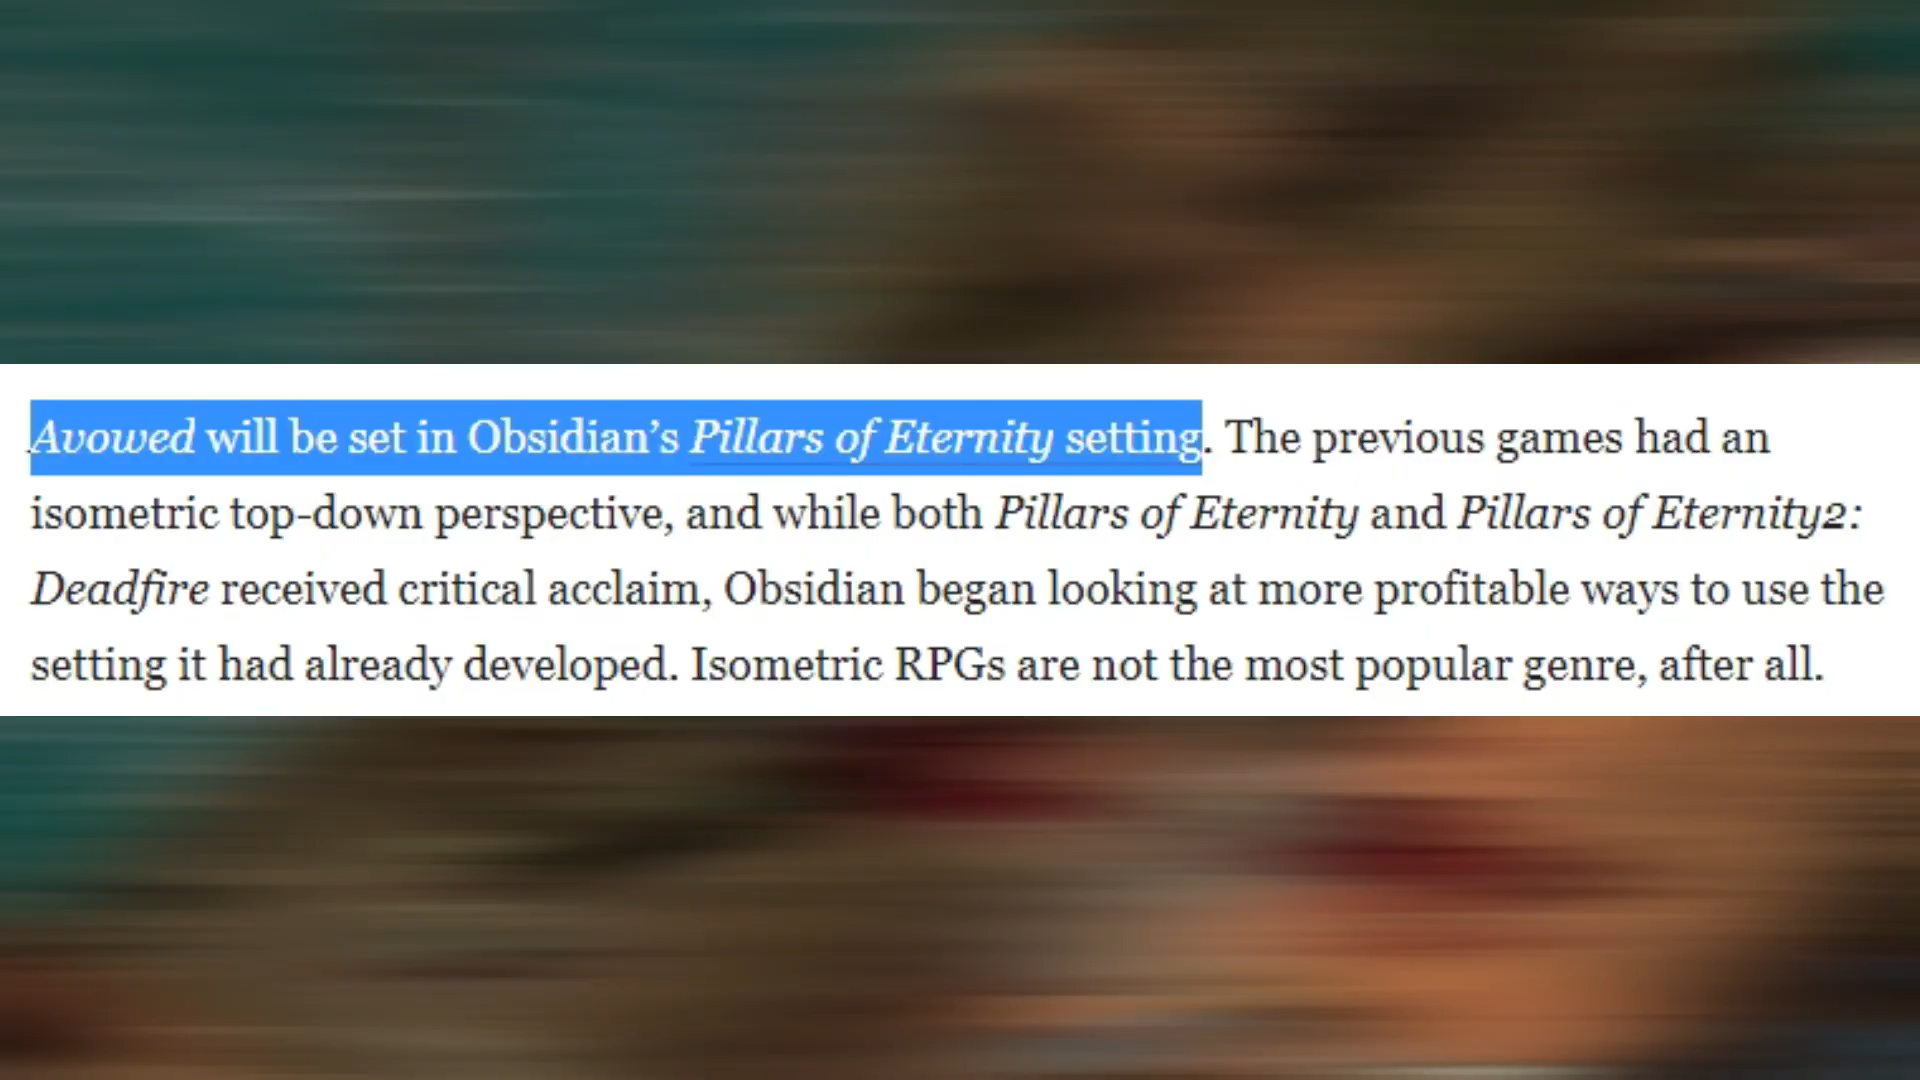 Avowed will be set in Obsidian’s Pillars of Eternity setting. The previous games had an
isometric top-down perspective, and while both Pillars of Eternity and Pillars of Eternity2:
Deadfire received critical acclaim, Obsidian began looking at more profitable ways to use the
setting it had already developed. Isometric RPGs are not the most popular genre, after all.